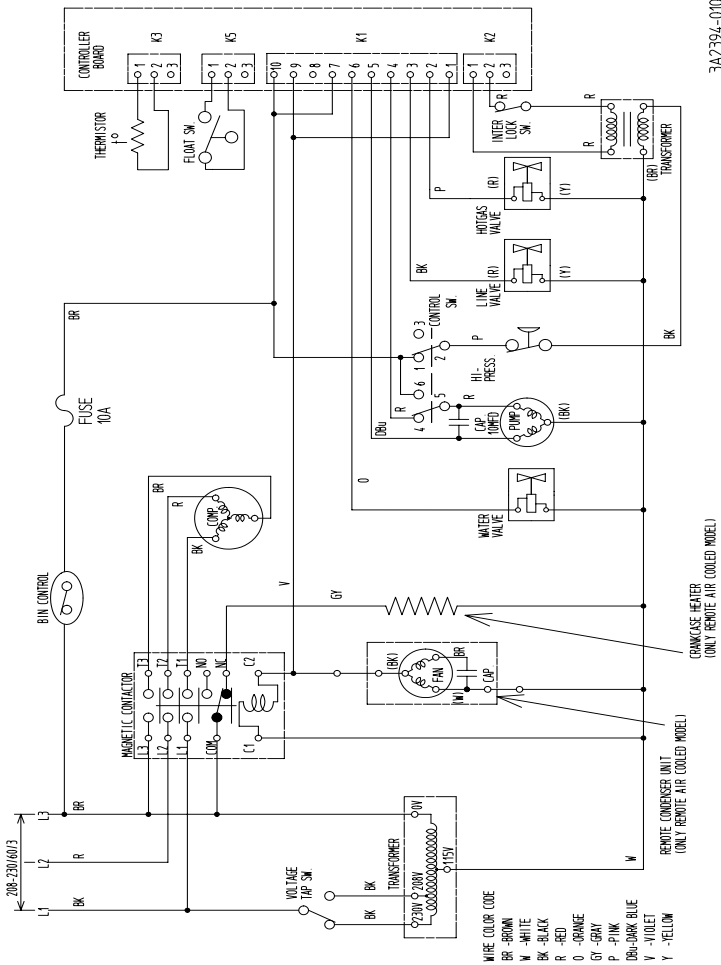 208-230/60/3
L1
L2
L3
BK
R
BR
BIN CONTROL
FUSE
10A
BR
MAGNETIC CONTACTOR
L3
L2
L1
COM
C1
T3
T2
T1
NO
NC
C2
COMP.
BR
R
BK
V
GY
VOLTAGE
TAP SW.
BK
BK
TRANSFORMER
230V
208V
0V
115V
W
(BK)
FAN
BR
(W)
CAP.
REMOTE CONDENSER UNIT
(ONLY REMOTE AIR COOLED MODEL)
CRANKCASE HEATER
(ONLY REMOTE AIR COOLED MODEL)
WATER
VALVE
O
DBu
R
4
5
6
1
2
3
CONTROL
SW.
R
CAP.
10MFD
PUMP
(BK)
P
HI-
PRESS.
BK
BK
LINE
VALVE
(R)
(Y)
P
HOTGAS
VALVE
(R)
(Y)
INTER
LOCK
SW.
R
R
(BR)
TRANSFORMER
THERMISTOR
t°
FLOAT SW.
CONTROLLER
BOARD
K3
1
2
3
K5
1
2
3
K1
10
9
8
7
6
5
4
3
2
1
K2
1
2
3
WIRE COLOR CODE
BR -BROWN
W -WHITE
BK -BLACK
R -RED
O -ORANGE
GY -GRAY
P -PINK
DBu-DARK BLUE
V -VIOLET
Y -YELLOW
3A2394-010